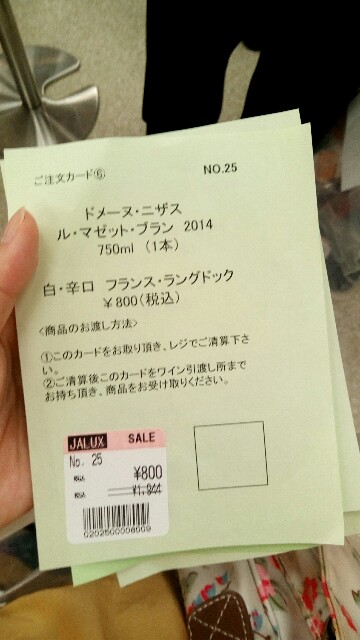 ご注文カード⑤
NO.25
ドメーヌ・ニザス
ル・マゼット・ブラン 2014
750ml (1本)
白・辛口 フランス・ラングドック
¥800(税込)
<商品のお渡し方法>
①このカードをお取り頂き、レジでご清算下さ
い。
②ご清算後このカードをワイン引渡し所まで
お持ち頂き、商品をお受け取りください。
JALUX SALE
No. 25
税込 ¥800
税込 ¥1,944
0202500008009